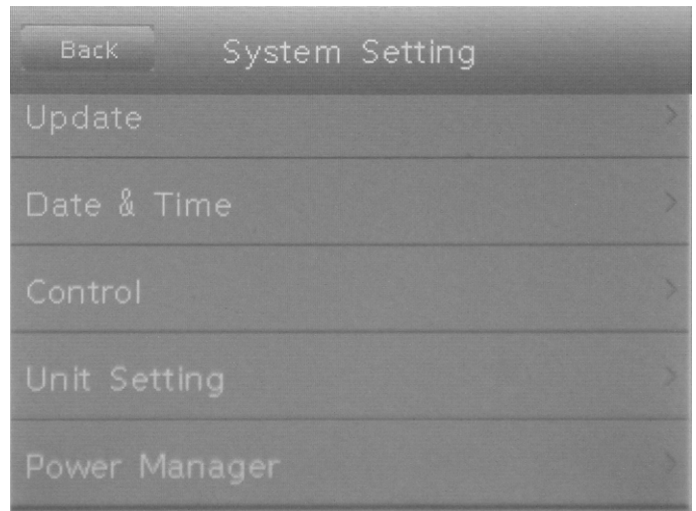 Back System Setting
Update
Date & Time
Control
Unit Setting
Power Manager